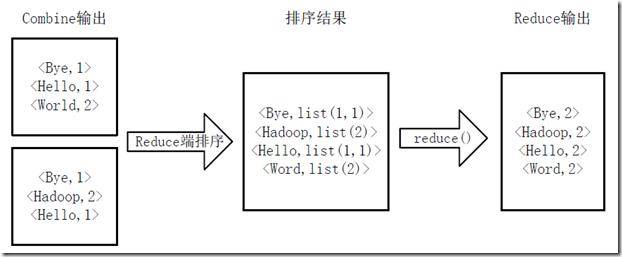 Combine输出
<Bye,1>
<Hello,1>
<World,2>
<Bye,1>
<Hadoop,2>
<Hello,1>
Reduce端排序
排序结果
<Bye,list(1,1)>
<Hadoop,list(2)>
<Hello,list(1,1)>
<Word,list(2)>
reduce()
Reduce输出
<Bye,2>
<Hadoop,2>
<Hello,2>
<Word,2>